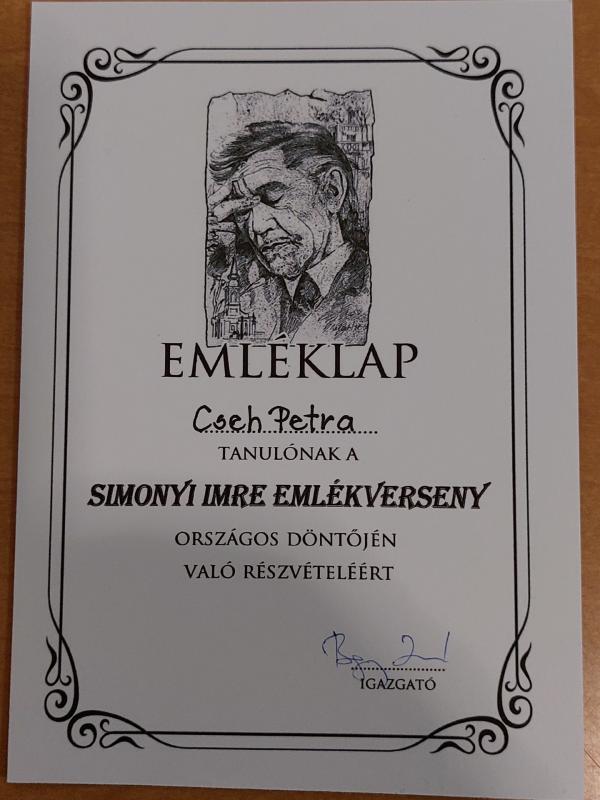 EMLÉKLAP
Cseh Petra
TANULÓNAK A
SIMONYI IMRE EMLÉKVERSENY
ORSZÁGOS DÖNTŐJÉN
VALÓ RÉSZVÉTELÉÉRT
IGAZGATÓ